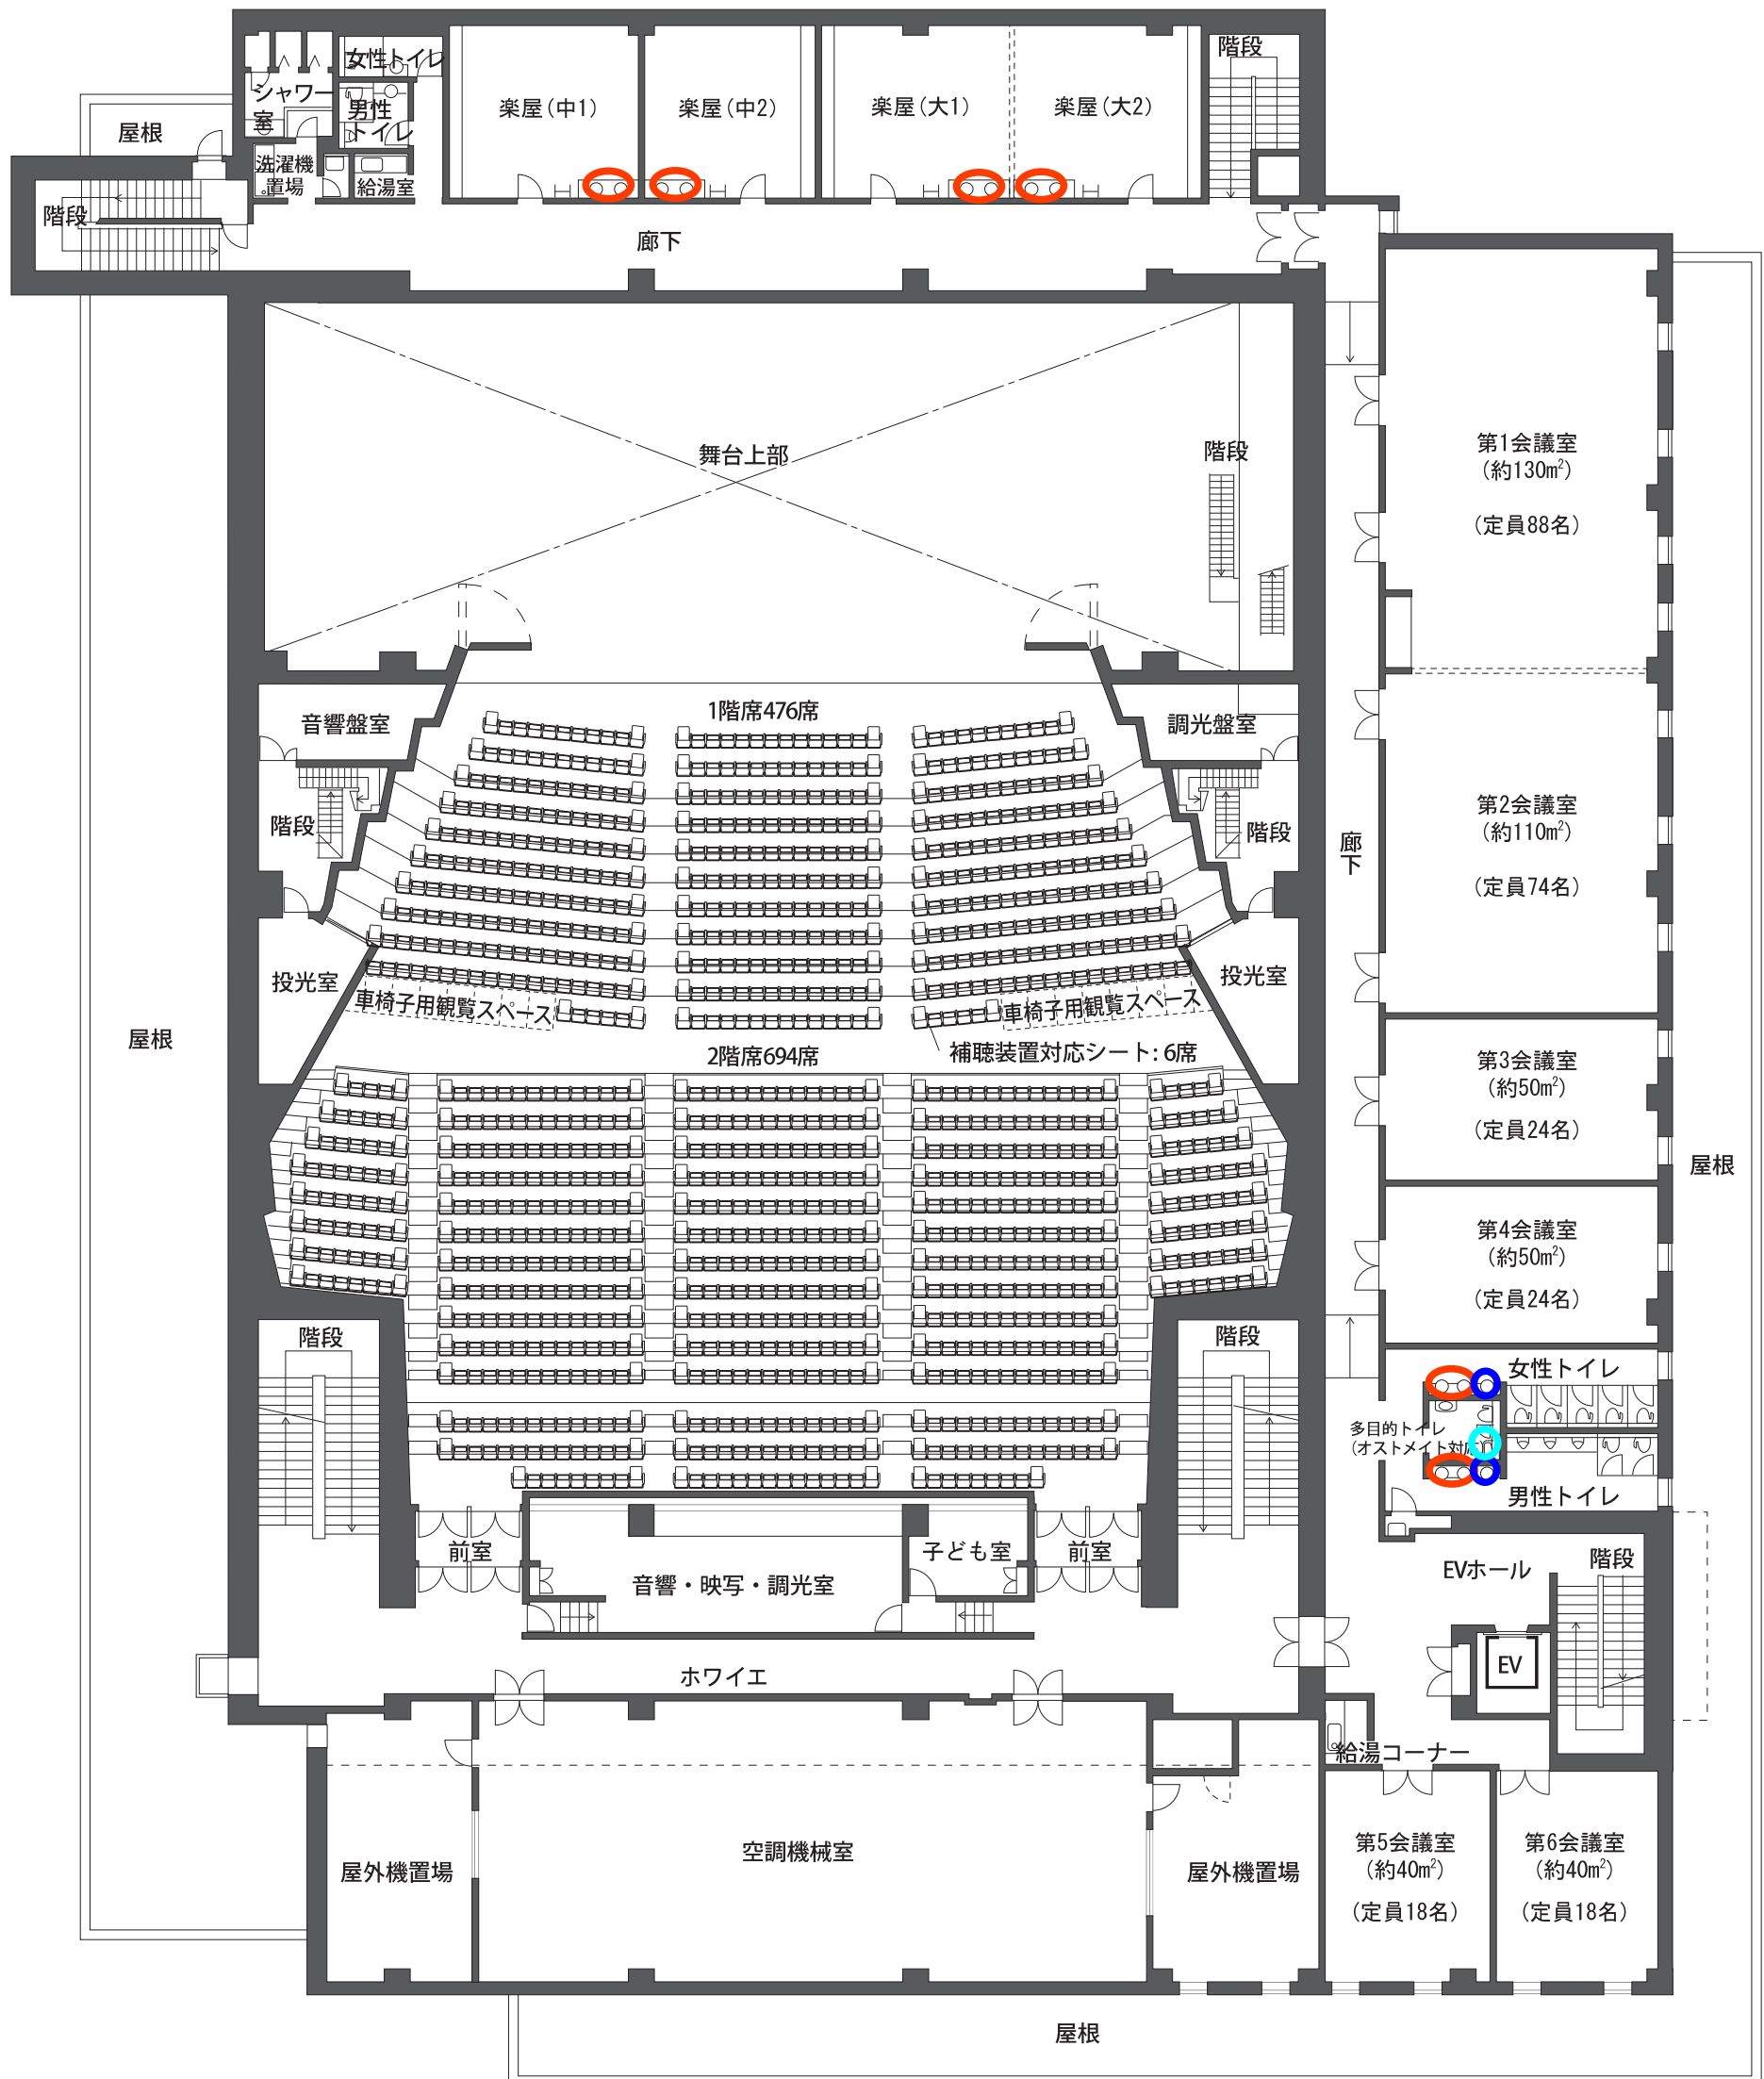 女性トイレ
階段
シャワー
室
男性
トイレ
楽屋(中1)
楽屋(中2)
楽屋(大1)
楽屋(大2)
屋根
洗濯機
置場
給湯室
階段
廊下
舞台上部
階段
第1会議室
(約130m²)
(定員88名)
1階席476席
音響盤室
調光盤室
階段
階段
廊下
第2会議室
(約110m²)
(定員74名)
投光室
投光室
車椅子用観覧スペース
車椅子用観覧スペース
屋根
2階席694席
補聴装置対応シート:6席
第3会議室
(約50m²)
(定員24名)
屋根
第4会議室
(約50m²)
(定員24名)
階段
階段
女性トイレ
多目的トイレ
(オストメイト対応)
男性トイレ
前室
子ども室
前室
音響・映写・調光室
EVホール
階段
EV
ホワイエ
給湯コーナー
屋外機置場
空調機械室
屋外機置場
第5会議室
(約40m²)
(定員18名)
第6会議室
(約40m²)
(定員18名)
屋根